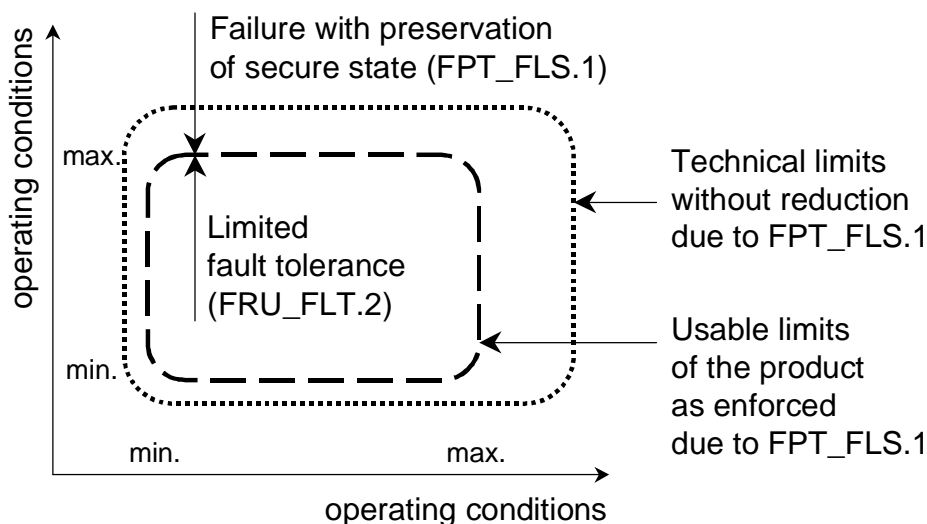 Failure with preservation
of secure state (FPT_FLS.1)
operating conditions
max.
Technical limits
without reduction
due to FPT_FLS.1
Limited
fault tolerance
(FRU_FLT.2)
Usable limits
of the product
as enforced
due to FPT_FLS.1
min.
min.
max.
operating conditions